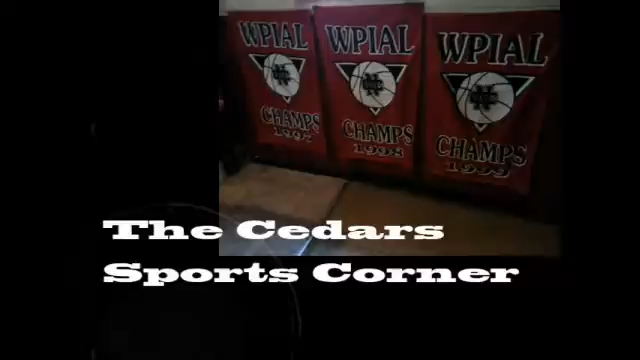 WPIAL
CHAMPS
1997
WPIAL
CHAMPS
1998
WPIAL
CHAMPS
1999
The Cedars
Sports Corner